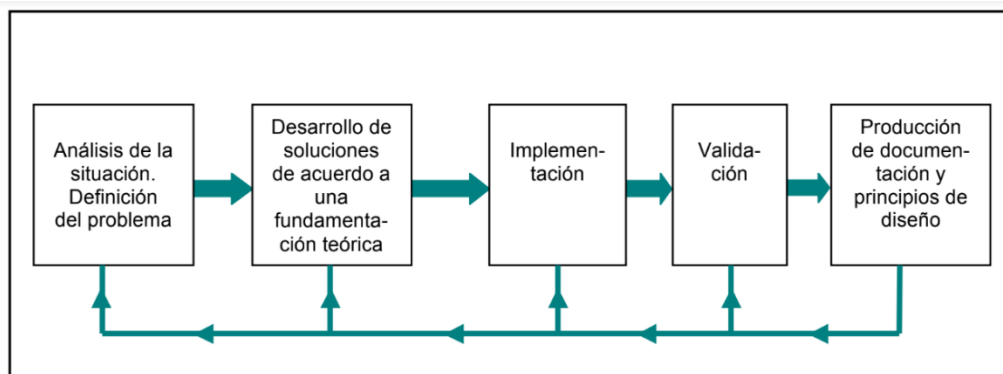 Análisis de la
situación.
Definición
del problema
Desarrollo de
soluciones
de acuerdo a
una
fundamenta-
ción teórica
Implemen-
tación
Valida-
ción
Producción
de documen-
tación y
principios de
diseño